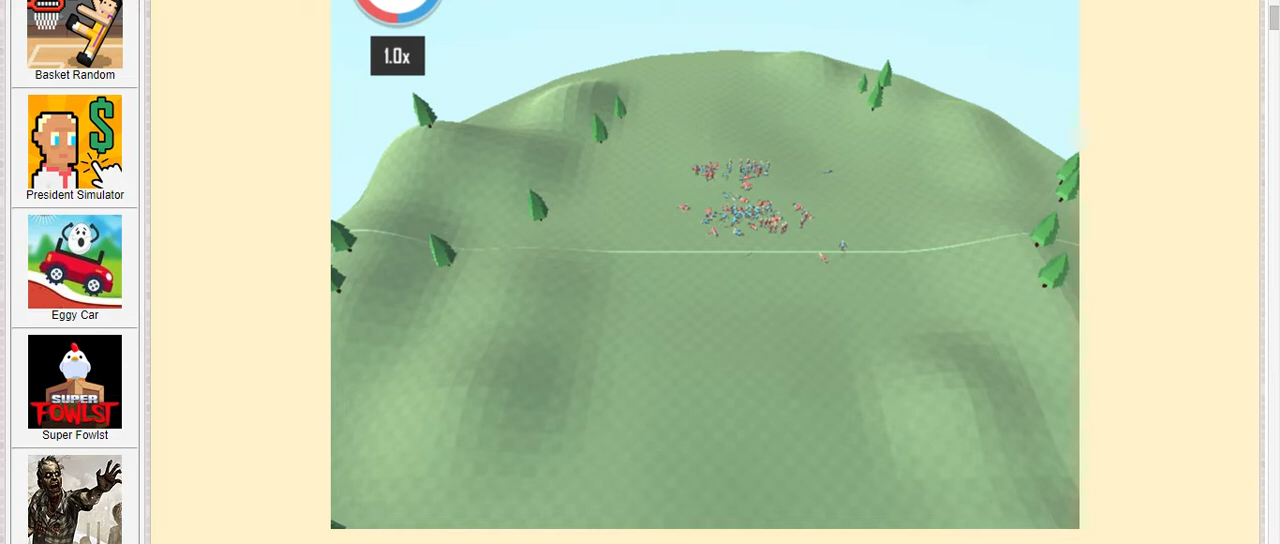 Basket Random
1.0x
President Simulator
Eggy Car
SUPER
FOWLST
Super Fowlst